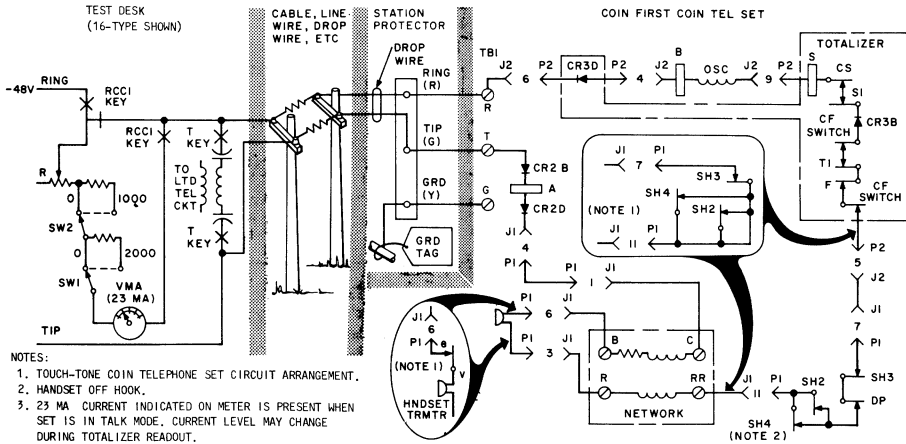 TEST DESK
(16-TYPE SHOWN)
CABLE, LINE
WIRE, DROP
WIRE, ETC
STATION
PROTECTOR
COIN FIRST COIN TEL SET
DROP
WIRE
TB1
TOTALIZER
RING
-48V
RCCI
KEY
RCCI
KEY
T
KEY
TO
LTD
TEL
CKT
T
KEY
R
0
1000
SW2
0
2000
SW1
VMA
(23 MA)
TIP
RING
(R)
TIP
(G)
GRD
(Y)
GRD
TAG
R
T
G
J2
6
P2
CR3D
P2
4
J2
B
OSC
J2
9
P2
S
CS
S1
CR3B
CF
SWITCH
T1
F
CF
SWITCH
P2
5
J2
J1
7
P1
SH3
DP
CR2 B
A
CR2D
J1
4
P1
P1
1
J1
J1
7
P1
SH3
SH4
(NOTE 1)
SH2
J1
11
P1
P1
6
J1
P1
3
J1
J1
6
P1
8
(NOTE 1)
V
HNDSET
TRMTR
B
C
R
RR
NETWORK
J1
11
P1
SH2
SH4
(NOTE 2)
NOTES:
1. TOUCH-TONE COIN TELEPHONE SET CIRCUIT ARRANGEMENT.
2. HANDSET OFF HOOK.
3. 23 MA CURRENT INDICATED ON METER IS PRESENT WHEN
SET IS IN TALK MODE. CURRENT LEVEL MAY CHANGE
DURING TOTALIZER READOUT.